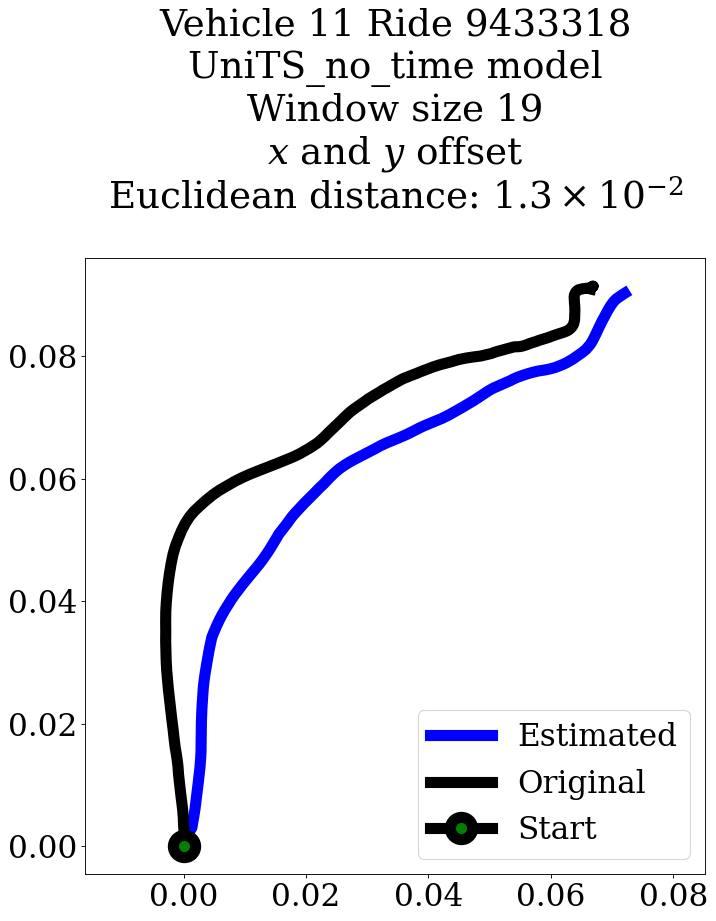 Vehicle 11 Ride 9433318
UniTS_no_time model
Window size 19
x and y offset
Euclidean distance: 1.3 × 10⁻²
0.08
0.06
0.04
0.02
0.00
Estimated
Original
Start
0.00 0.02 0.04 0.06 0.08